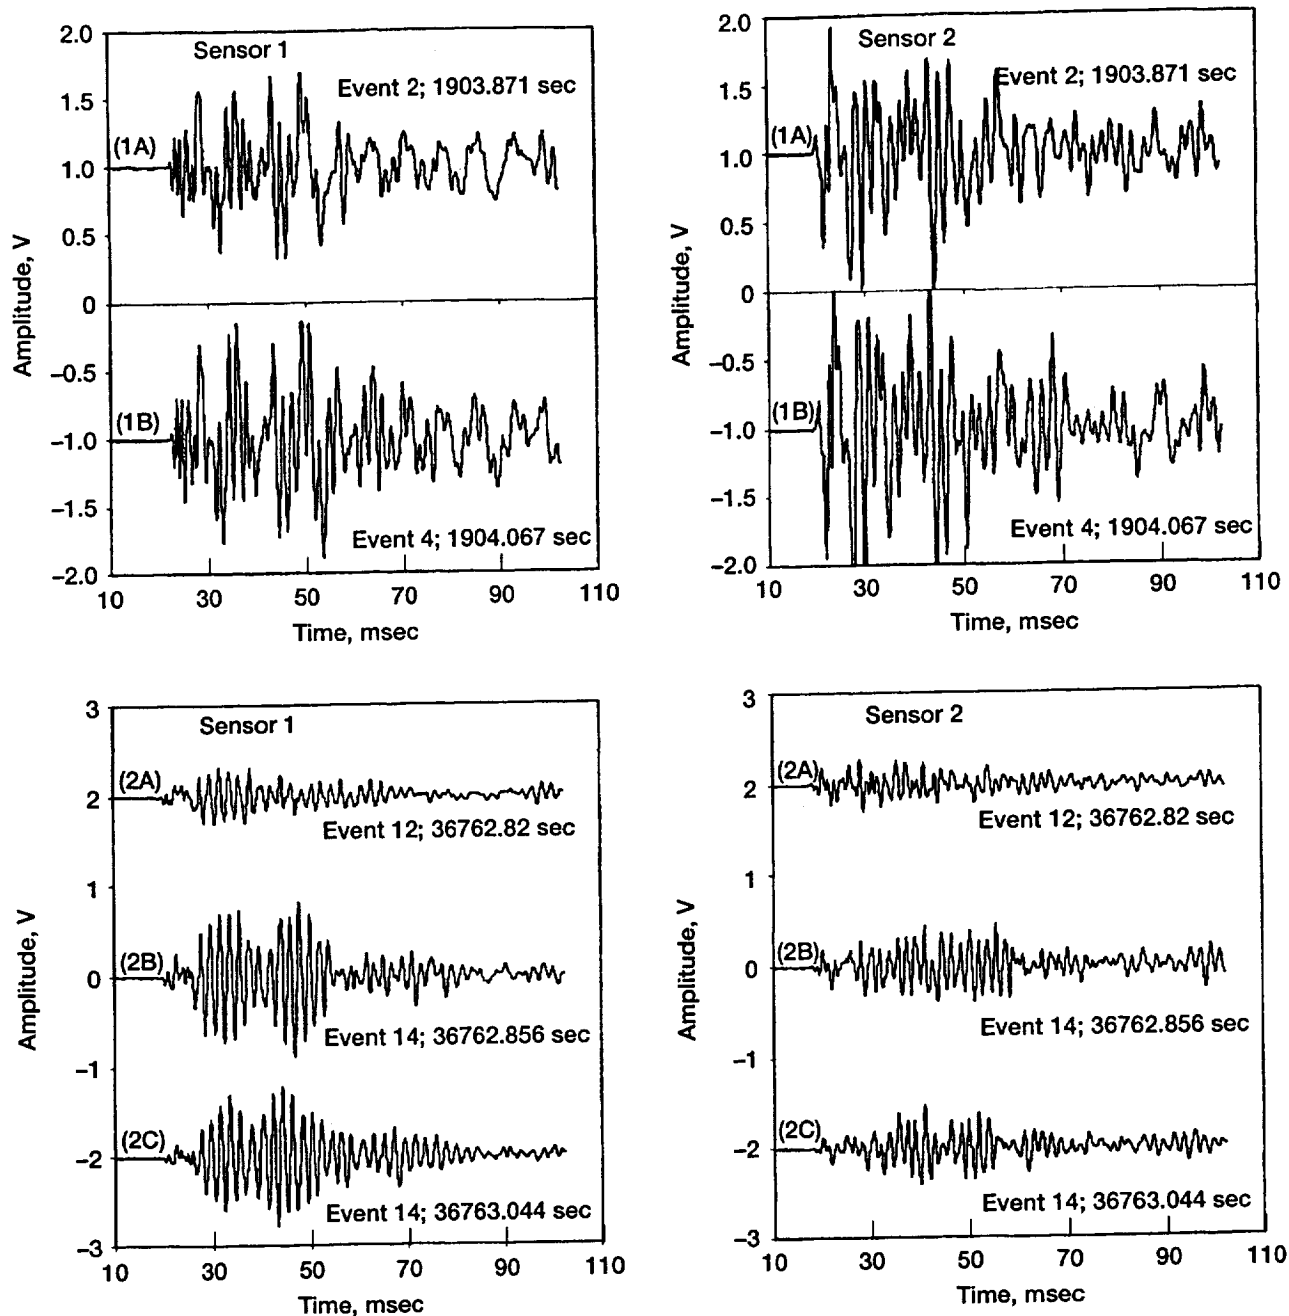 Sensor 1
Event 2; 1903.871 sec
(1A)
(1B)
Event 4; 1904.067 sec
2.0
1.5
1.0
0.5
0
−0.5
−1.0
−1.5
−2.0
Amplitude, V
10 30 50 70 90 110
Time, msec
Sensor 2
Event 2; 1903.871 sec
(1A)
(1B)
Event 4; 1904.067 sec
2.0
1.5
1.0
0.5
0
−0.5
−1.0
−1.5
−2.0
Amplitude, V
10 30 50 70 90 110
Time, msec
Sensor 1
(2A)
Event 12; 36762.82 sec
(2B)
Event 14; 36762.856 sec
(2C)
Event 14; 36763.044 sec
3
2
1
0
−1
−2
−3
Amplitude, V
10 30 50 70 90 110
Time, msec
Sensor 2
(2A)
Event 12; 36762.82 sec
(2B)
Event 14; 36762.856 sec
(2C)
Event 14; 36763.044 sec
3
2
1
0
−1
−2
−3
Amplitude, V
10 30 50 70 90 110
Time, msec